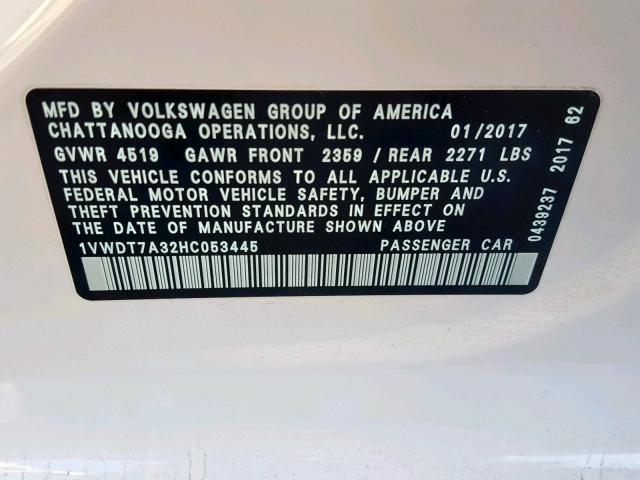 MFD BY VOLKSWAGEN GROUP OF AMERICA
CHATTANOOGA OPERATIONS, LLC. 01/2017
GVWR 4519 GAWR FRONT 2359 / REAR 2271 LBS
THIS VEHICLE CONFORMS TO ALL APPLICABLE U.S.
FEDERAL MOTOR VEHICLE SAFETY, BUMPER AND
THEFT PREVENTION STANDARDS IN EFFECT ON
THE DATE OF MANUFACTURE SHOWN ABOVE
1VWDT7A32HC053445 PASSENGER CAR
0439237 2017 62